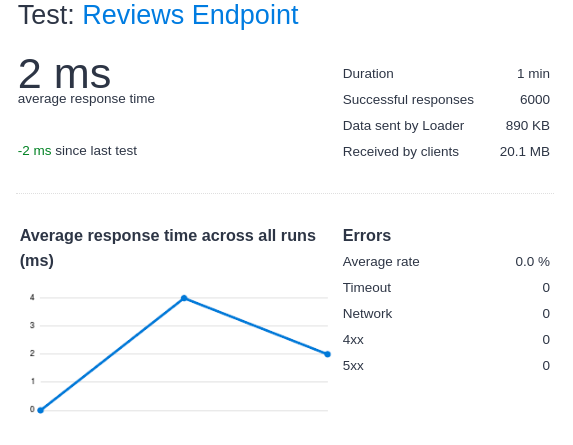 Test: Reviews Endpoint
2 ms
average response time
-2 ms since last test
Duration 1 min
Successful responses 6000
Data sent by Loader 890 KB
Received by clients 20.1 MB
Average response time across all runs
(ms)
4
3
2
1
0
Errors
Average rate 0.0 %
Timeout 0
Network 0
4xx 0
5xx 0